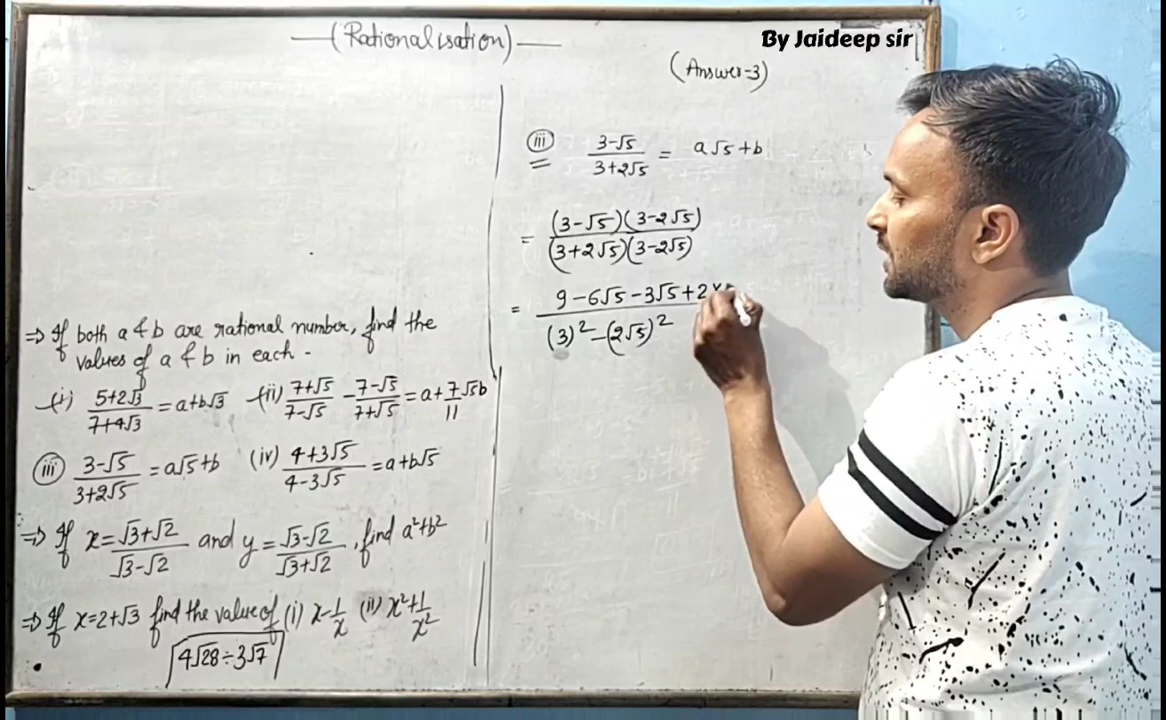 (Rationalisation)
By Jaideep sir
(Answer-3)
⇒ If both a & b are rational number, find the
values of a & b in each -
(i) (5+2√3)/(7+4√3) = a+b√3 (ii) (7+√5)/(7-√5) - (7-√5)/(7+√5) = a+(7/11)√5b
(iii) (3-√5)/(3+2√5) = a√5+b (iv) (4+3√5)/(4-3√5) = a+b√5
⇒ If x = (√3+√2)/(√3-√2) and y = (√3-√2)/(√3+√2), find a²+b²
⇒ If x=2+√3 find the value of (i) x-1/x (ii) x²+1/x²
4√28÷3√7
(iii) (3-√5)/(3+2√5) = a√5+b
= (3-√5)(3-2√5)/(3+2√5)(3-2√5)
= 9-6√5-3√5+2×5/(3)²-(2√5)²